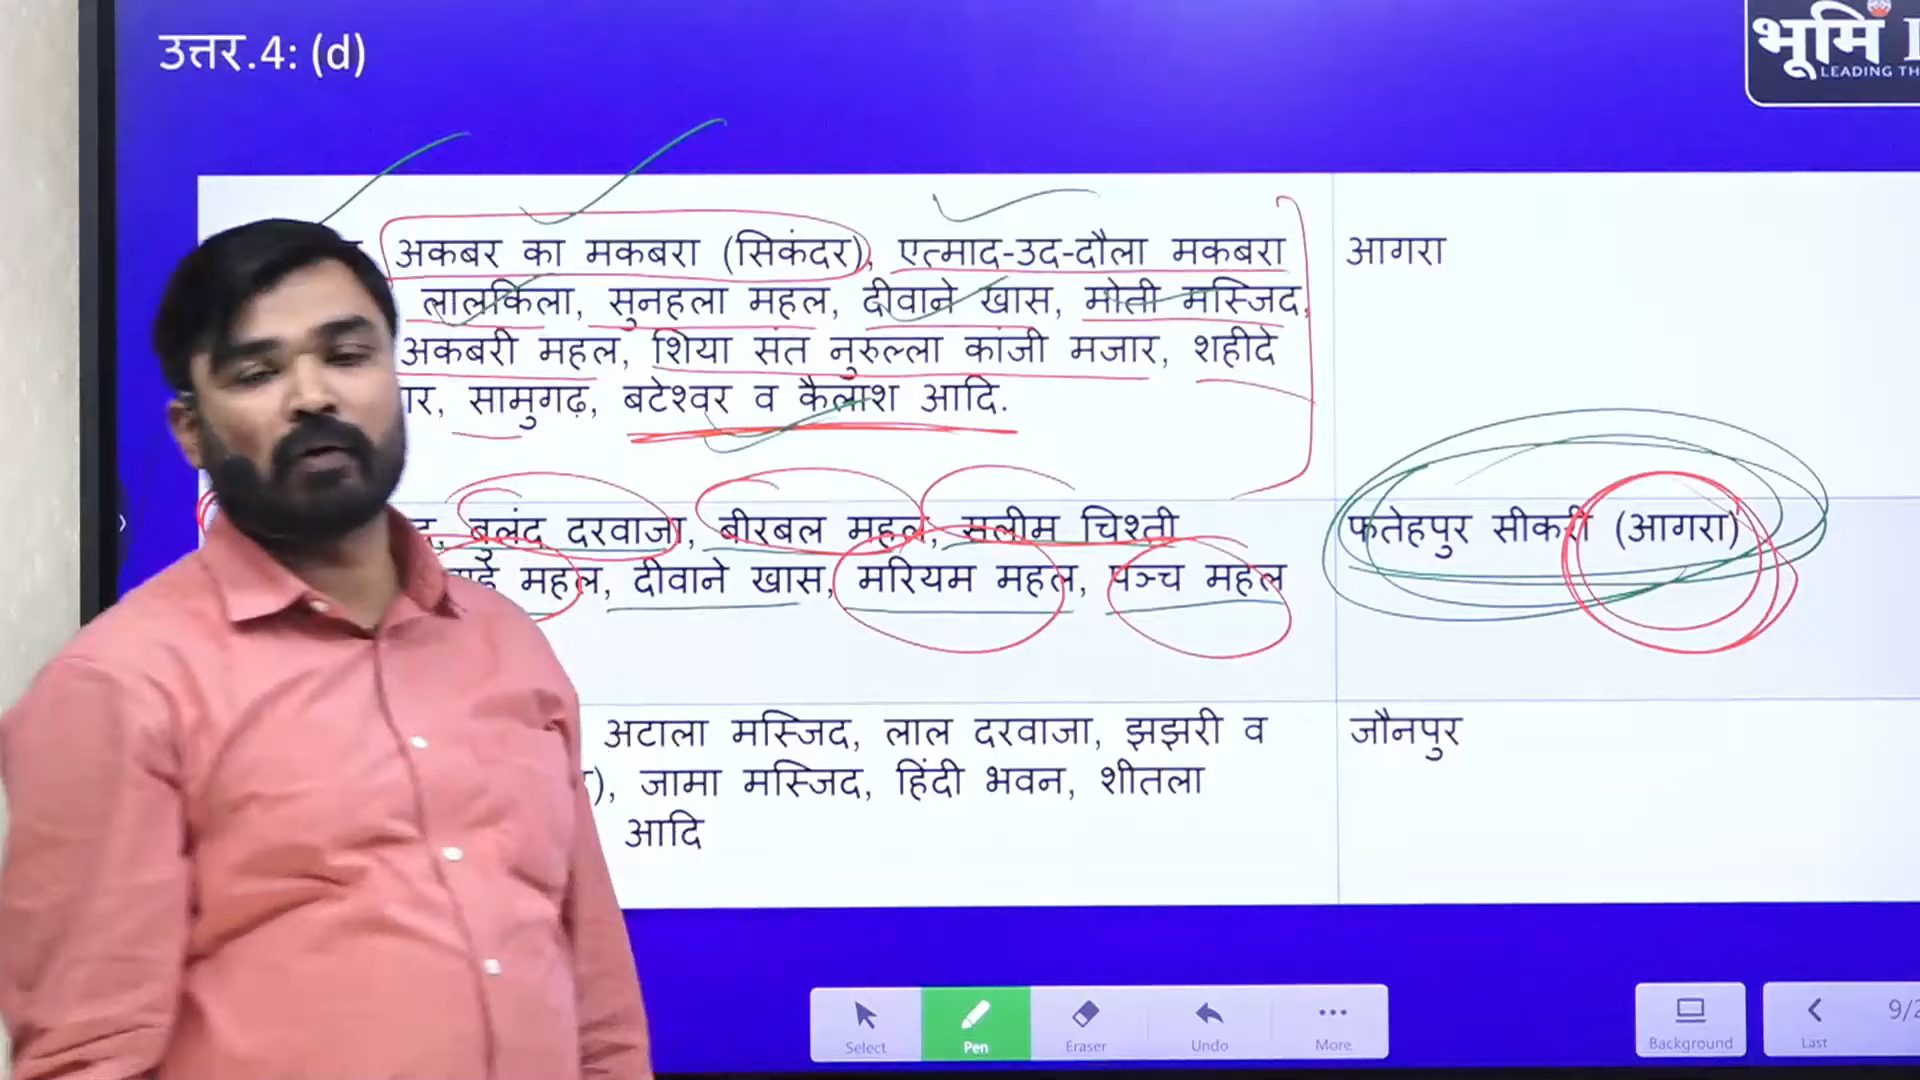 उत्तर.4: (d)
भूमि
LEADING TH
अकबर का मकबरा (सिकंदर), एत्माद-उद-दौला मकबरा
आगरा
लालकिला, सुनहला महल, दीवाने खास, मोती मस्जिद,
अकबरी महल, शिया संत नुरुल्ला कांजी मजार, शहीदे
सामुगढ़, बटेश्वर व कैलाश आदि.
बुलंद दरवाजा, बीरबल महल, सलीम चिश्ती
फतेहपुर सीकरी (आगरा)
महल, दीवाने खास, मरियम महल, पञ्च महल
अटाला मस्जिद, लाल दरवाजा, झझरी व
जौनपुर
), जामा मस्जिद, हिंदी भवन, शीतला
आदि
Select
Pen
Eraser
Undo
More
Background
Last
9/2